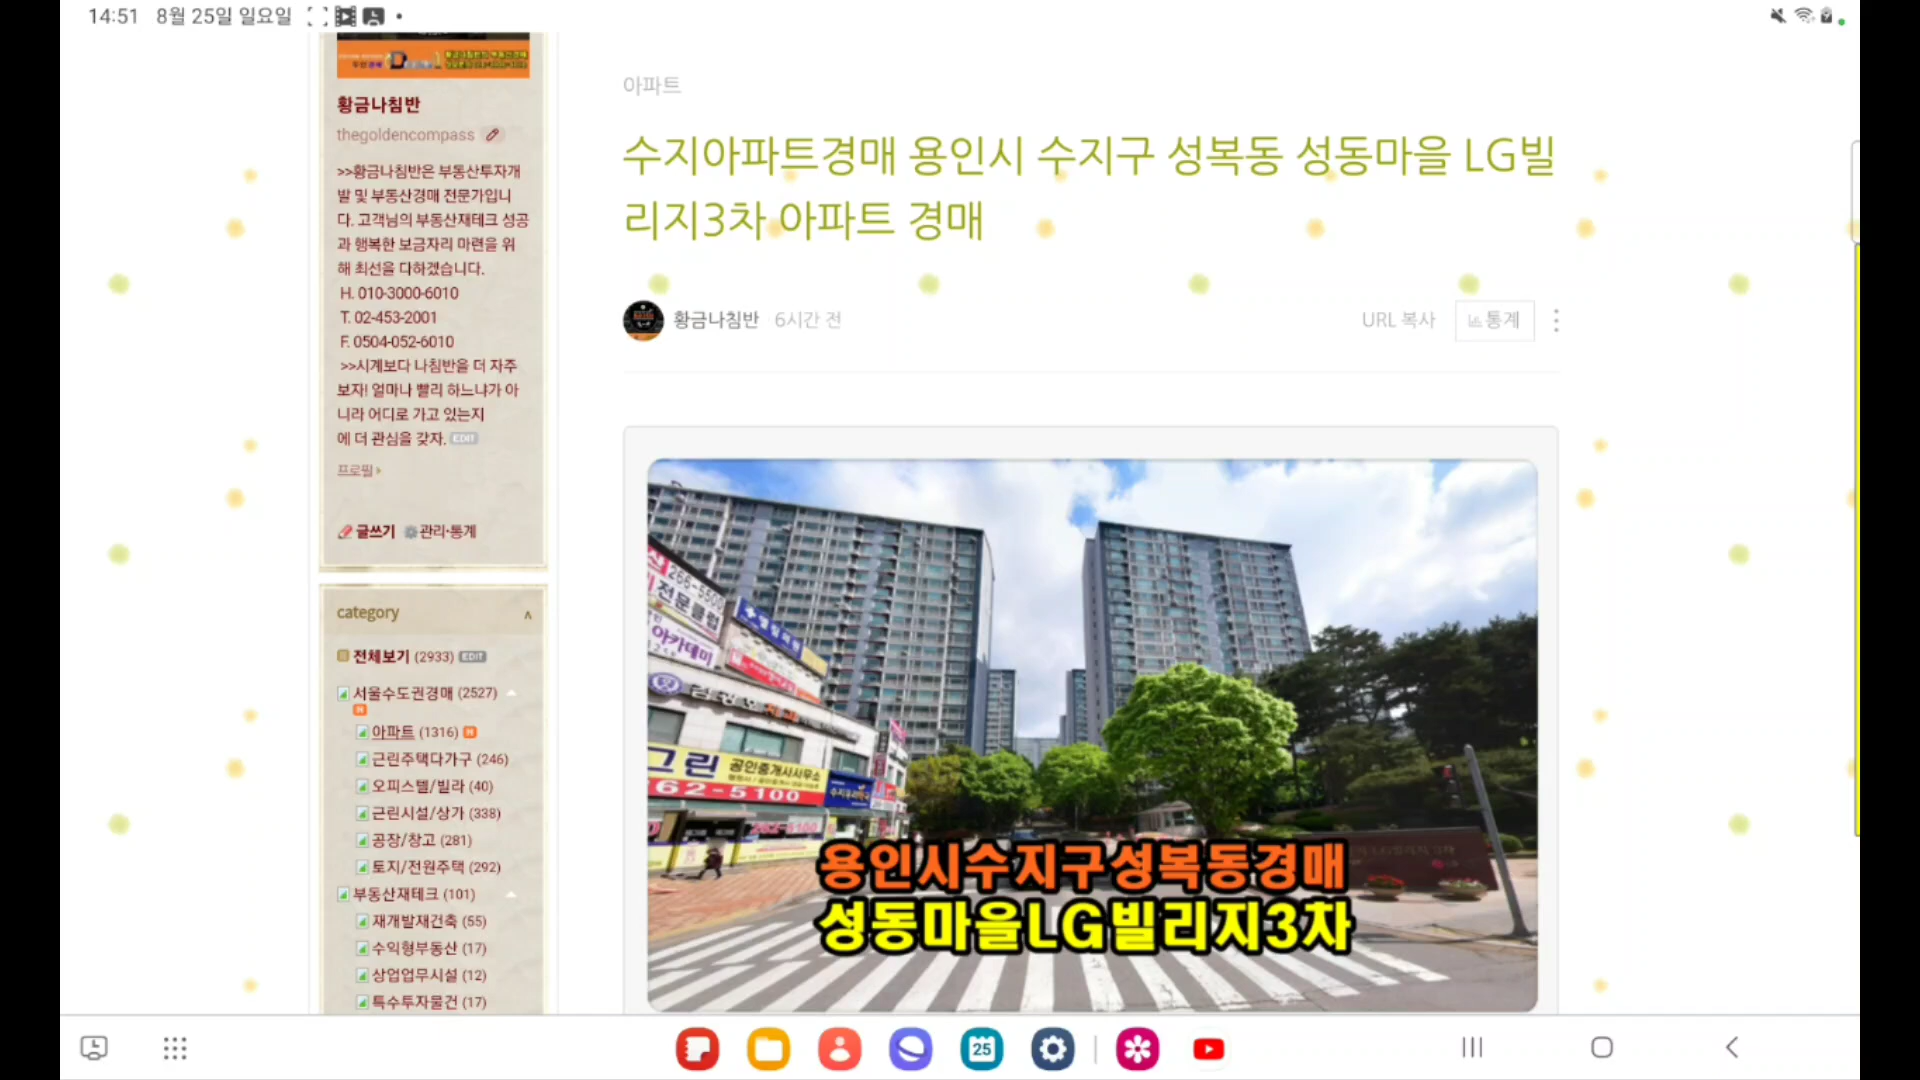 14:51 8월 25일 일요일
황금나침반
thegoldencompass
>>황금나침반은 부동산투자개
발 및 부동산경매 전문가입니
다. 고객님의 부동산재테크 성공
과 행복한 보금자리 마련을 위
해 최선을 다하겠습니다.
H. 010-3000-6010
T. 02-453-2001
F. 0504-052-6010
>>시계보다 나침반을 더 자주
보자! 얼마나 빨리 하느냐가 아
니라 어디로 가고 있는지
에 더 관심을 갖자. EDIT
프로필
글쓰기 관리·통계
category
전체보기 (2933) EDIT
서울수도권경매 (2527)
N
아파트 (1316) N
근린주택다가구 (246)
오피스텔/빌라 (40)
근린시설/상가 (338)
공장/창고 (281)
토지/전원주택 (292)
부동산재테크 (101)
재개발재건축 (55)
수익형부동산 (17)
상업업무시설 (12)
특수투자물건 (17)
아파트
수지아파트경매 용인시 수지구 성복동 성동마을 LG빌
리지3차 아파트 경매
황금나침반 6시간 전
URL 복사 통계
266-5500
전문클럽
아카데미
그린 공인중개사사무소
262-5100
용인시수지구성복동경매
성동마을LG빌리지3차
25